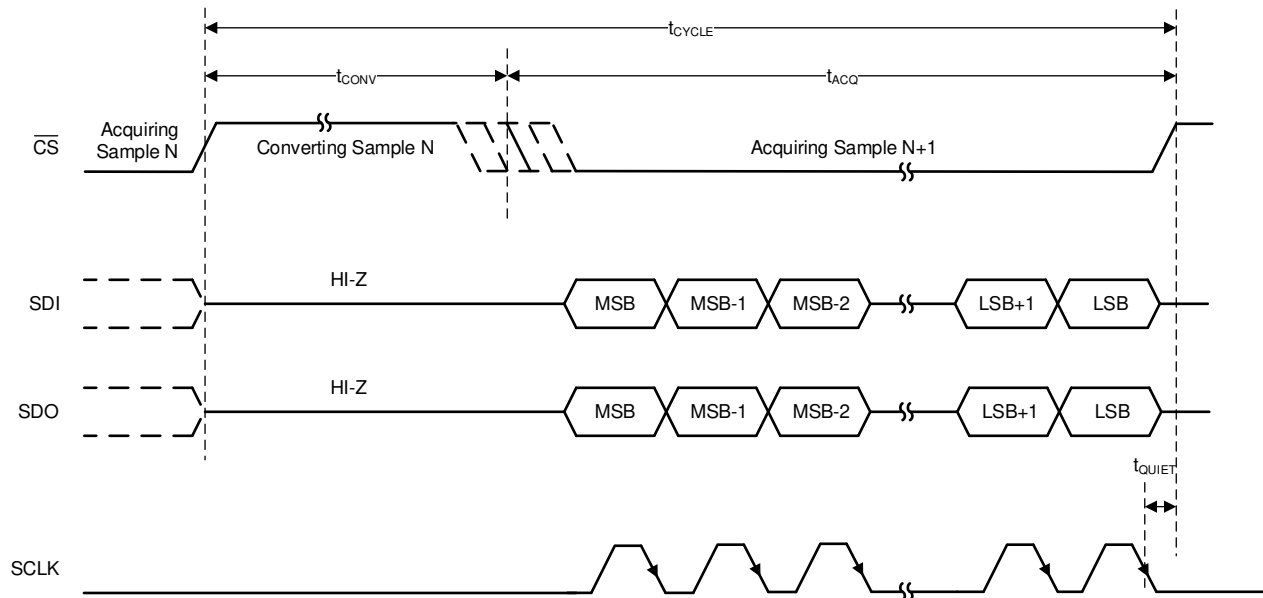 tCYCLE
tCONV
tACQ
CS
Acquiring
Sample N
Converting Sample N
Acquiring Sample N+1
SDI
HI-Z
MSB
MSB-1
MSB-2
LSB+1
LSB
SDO
HI-Z
MSB
MSB-1
MSB-2
LSB+1
LSB
tQUIET
SCLK